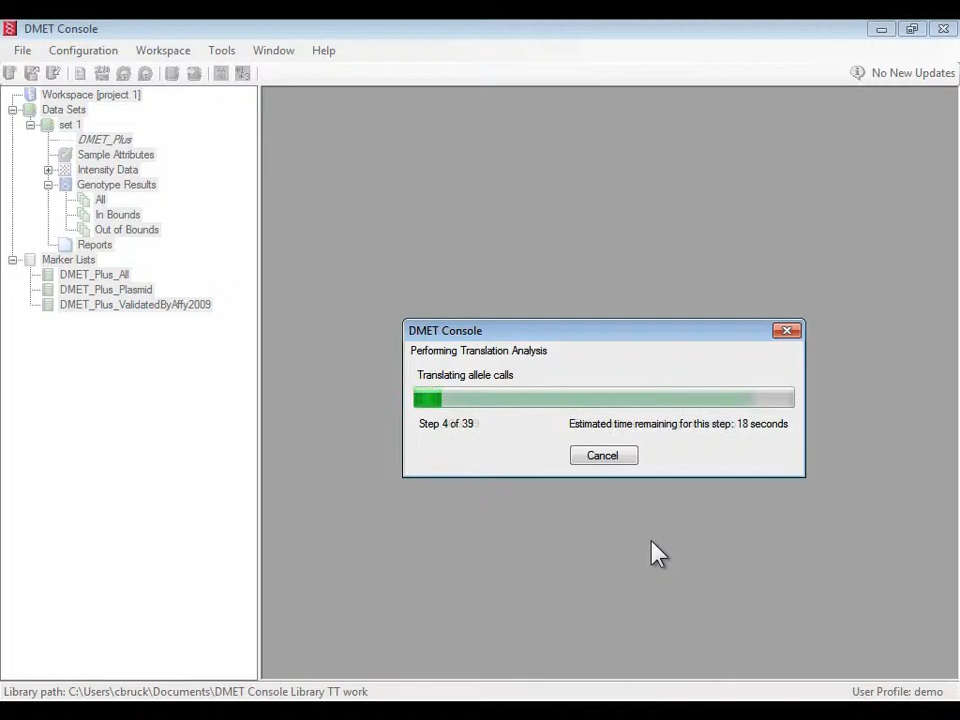 DMET Console
File Configuration Workspace Tools Window Help
No New Updates
Workspace [project 1]
Data Sets
set 1
DMET_Plus
Sample Attributes
Intensity Data
Genotype Results
All
In Bounds
Out of Bounds
Reports
Marker Lists
DMET_Plus_All
DMET_Plus_Plasmid
DMET_Plus_ValidatedByAffy2009
DMET Console
Performing Translation Analysis
Translating allele calls
Step 4 of 39 Estimated time remaining for this step: 18 seconds
Cancel
Library path: C:\Users\cbruck\Documents\DMET Console Library TT work User Profile: demo